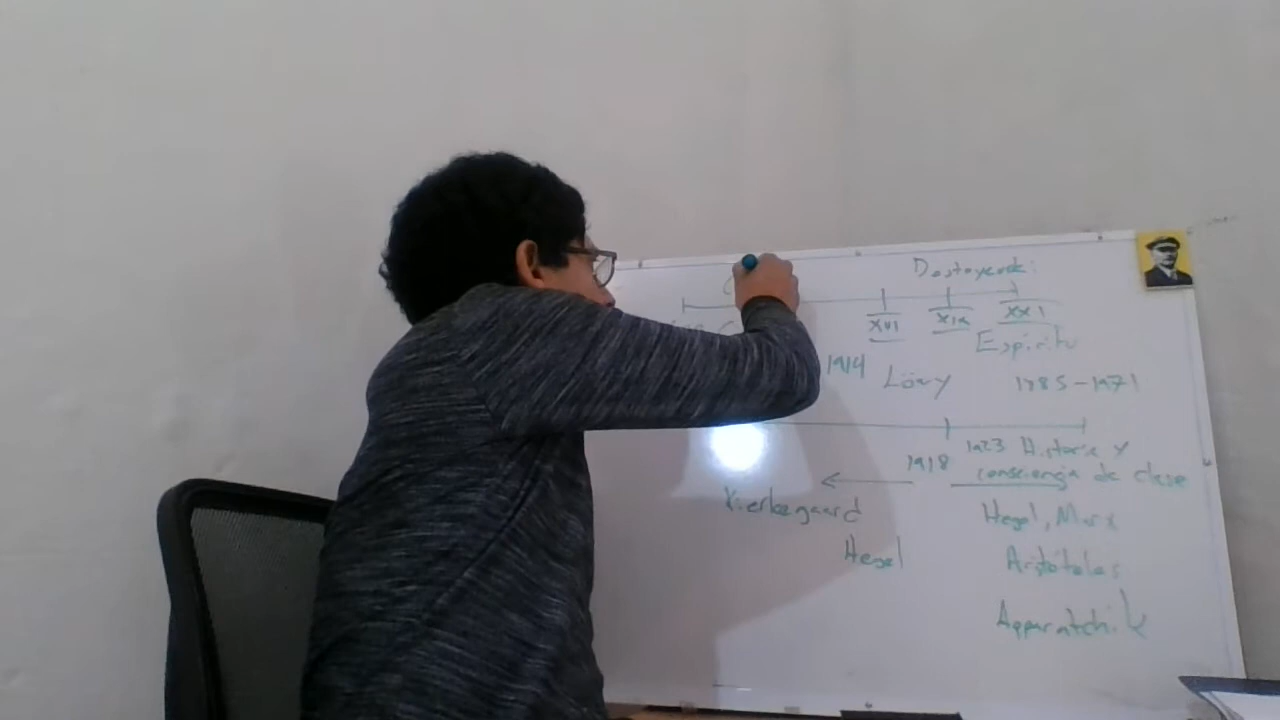 Dostoyevski:
XVI XIX XXI
Espíritu
1914 Löwy 1885-1971
1918 1923 Historia y
consciencia de clase
Kierkegaard Hegel, Marx
Hegel Aristóteles
Apparatchik